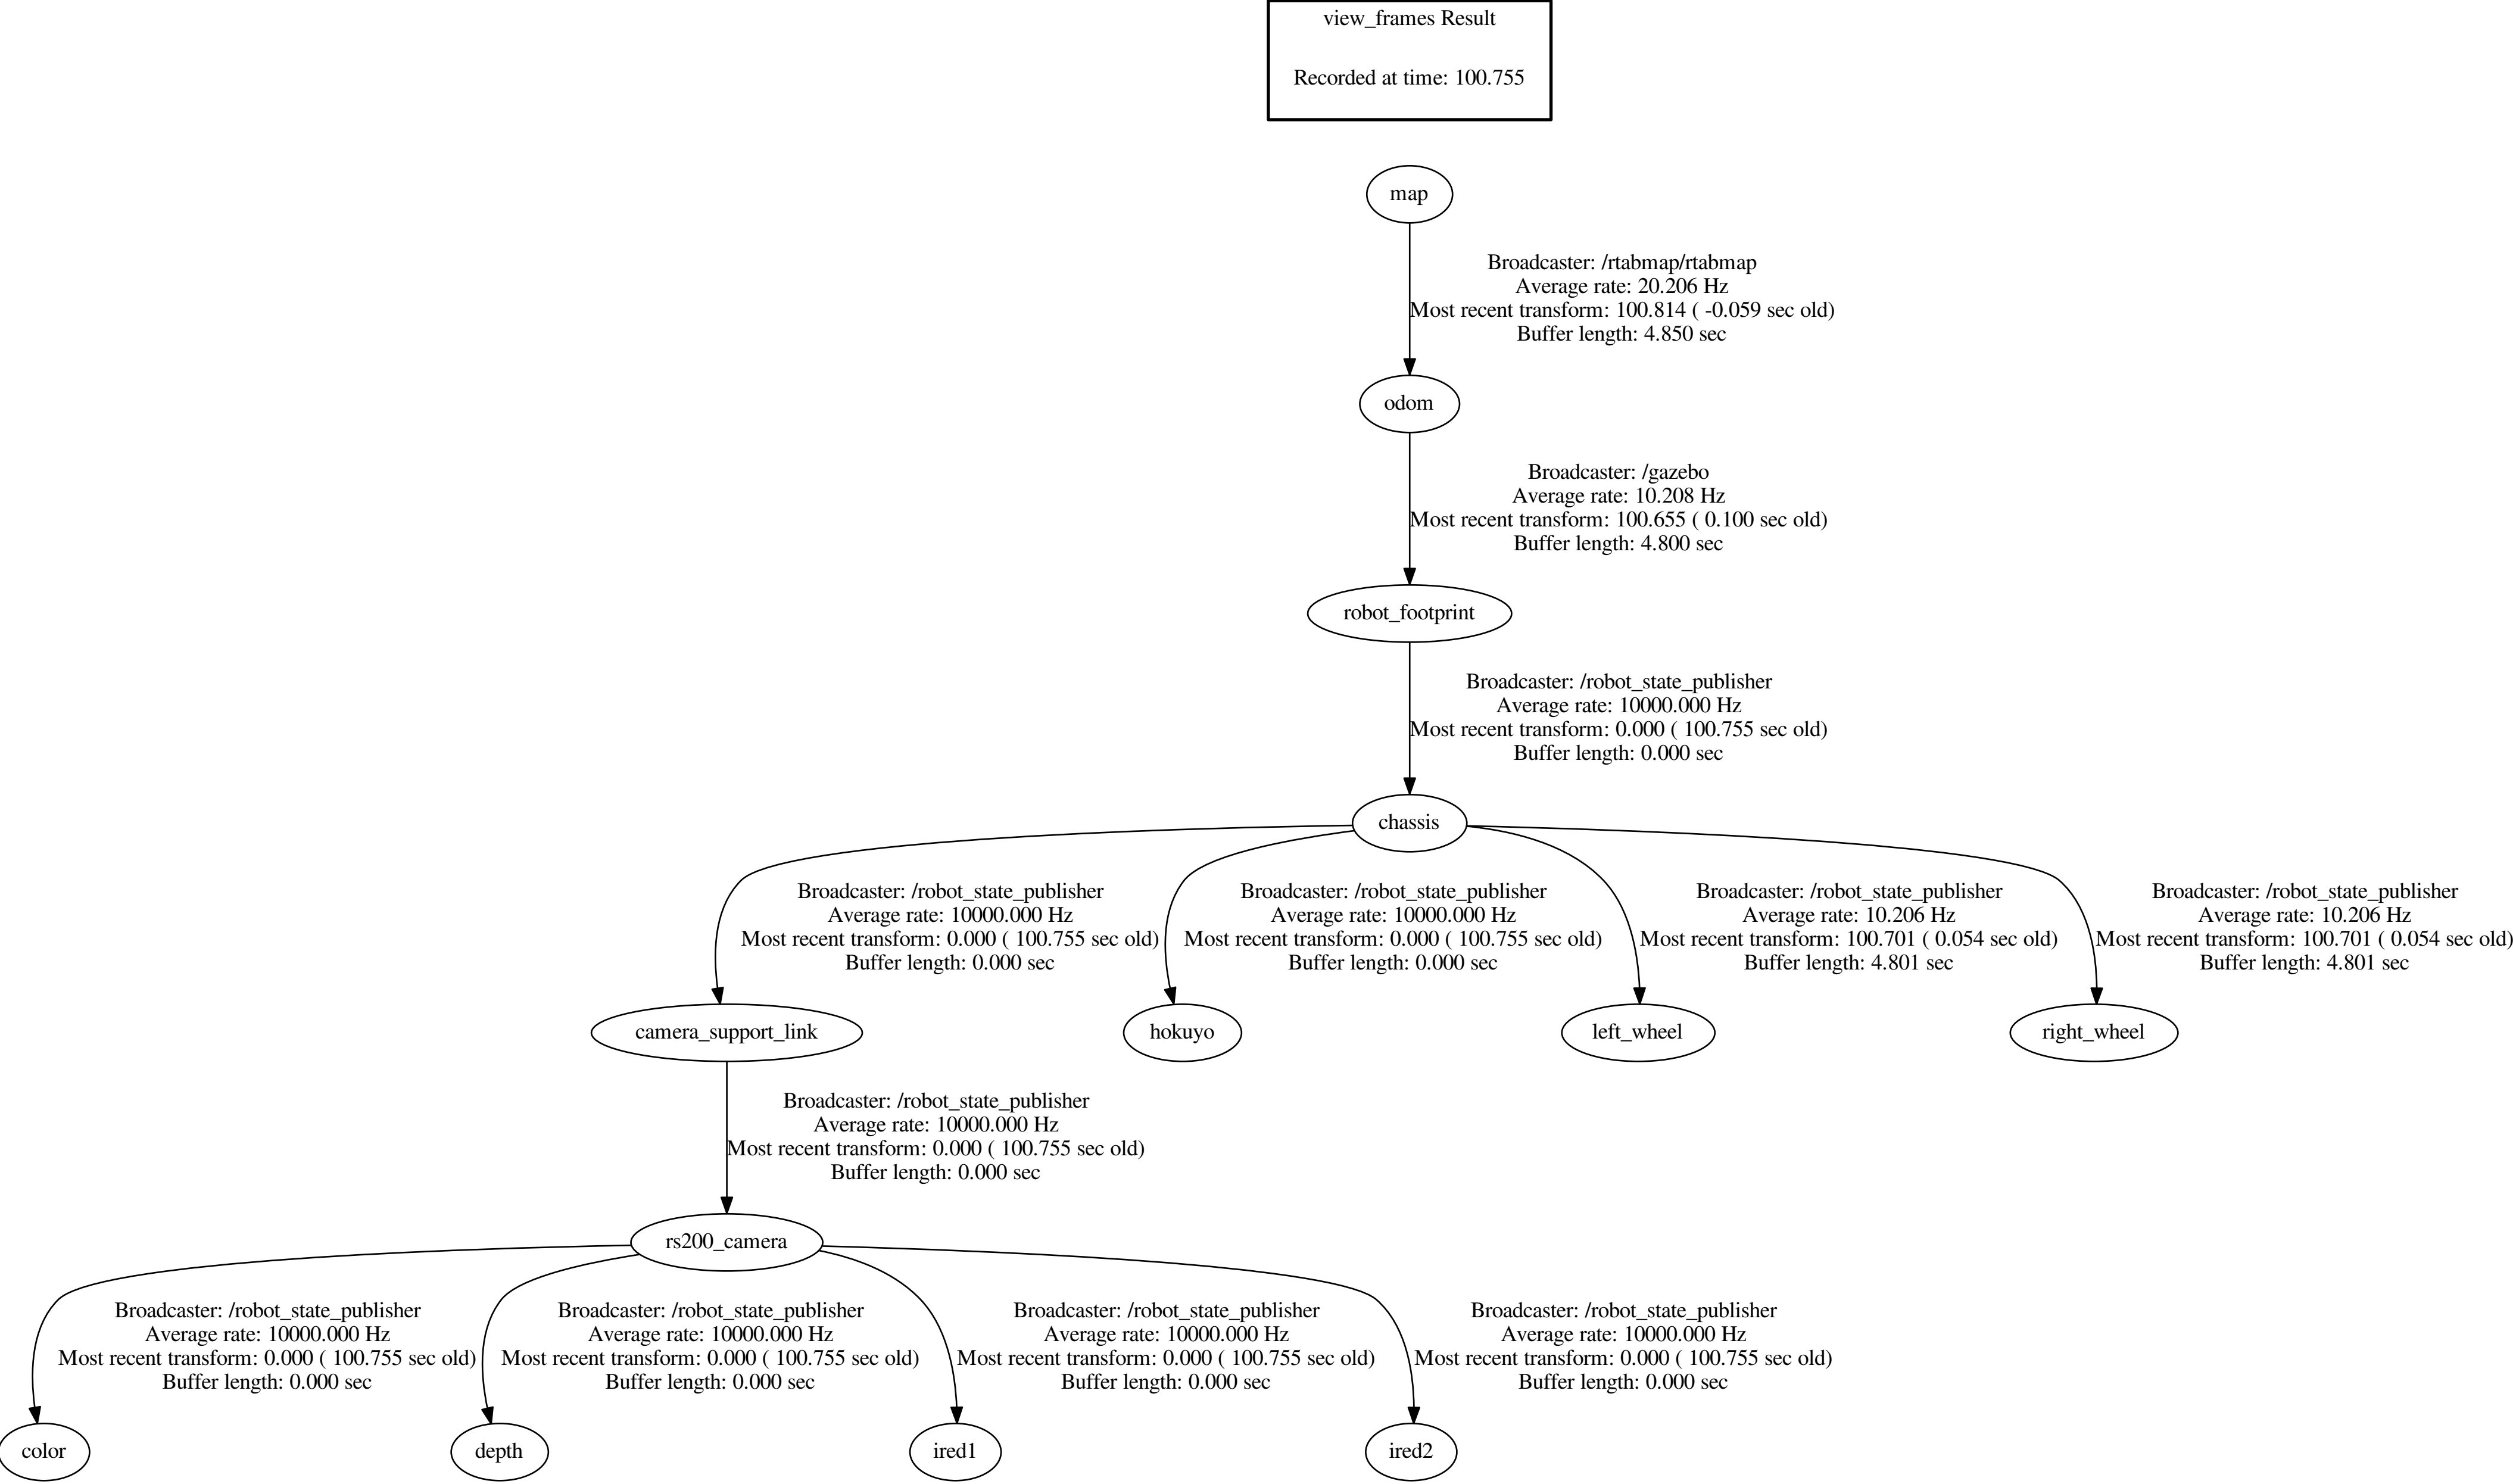 view_frames Result
Recorded at time: 100.755
map
Broadcaster: /rtabmap/rtabmap
Average rate: 20.206 Hz
Most recent transform: 100.814 ( -0.059 sec old)
Buffer length: 4.850 sec
odom
Broadcaster: /gazebo
Average rate: 10.208 Hz
Most recent transform: 100.655 ( 0.100 sec old)
Buffer length: 4.800 sec
robot_footprint
Broadcaster: /robot_state_publisher
Average rate: 10000.000 Hz
Most recent transform: 0.000 ( 100.755 sec old)
Buffer length: 0.000 sec
chassis
Broadcaster: /robot_state_publisher
Average rate: 10000.000 Hz
Most recent transform: 0.000 ( 100.755 sec old)
Buffer length: 0.000 sec
Broadcaster: /robot_state_publisher
Average rate: 10000.000 Hz
Most recent transform: 0.000 ( 100.755 sec old)
Buffer length: 0.000 sec
Broadcaster: /robot_state_publisher
Average rate: 10.206 Hz
Most recent transform: 100.701 ( 0.054 sec old)
Buffer length: 4.801 sec
Broadcaster: /robot_state_publisher
Average rate: 10.206 Hz
Most recent transform: 100.701 ( 0.054 sec old)
Buffer length: 4.801 sec
camera_support_link
hokuyo
left_wheel
right_wheel
Broadcaster: /robot_state_publisher
Average rate: 10000.000 Hz
Most recent transform: 0.000 ( 100.755 sec old)
Buffer length: 0.000 sec
rs200_camera
Broadcaster: /robot_state_publisher
Average rate: 10000.000 Hz
Most recent transform: 0.000 ( 100.755 sec old)
Buffer length: 0.000 sec
Broadcaster: /robot_state_publisher
Average rate: 10000.000 Hz
Most recent transform: 0.000 ( 100.755 sec old)
Buffer length: 0.000 sec
Broadcaster: /robot_state_publisher
Average rate: 10000.000 Hz
Most recent transform: 0.000 ( 100.755 sec old)
Buffer length: 0.000 sec
Broadcaster: /robot_state_publisher
Average rate: 10000.000 Hz
Most recent transform: 0.000 ( 100.755 sec old)
Buffer length: 0.000 sec
color
depth
ired1
ired2